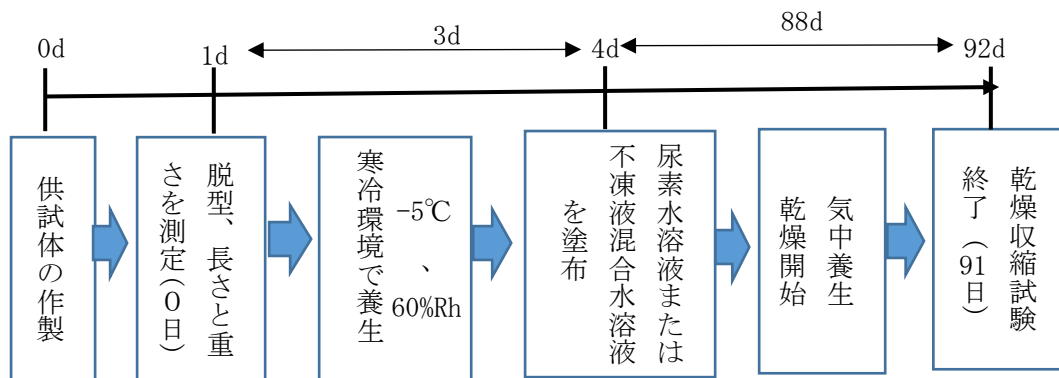 0d
1d
3d
4d
88d
92d
供試体の作製
脱型、長さと重
さを測定(0日)
寒冷環境で養生
-5℃
、
60%Rh
尿素水溶液または
不凍液混合水溶液
を塗布
気中養生
乾燥開始
乾燥収縮試験
終了(91日)